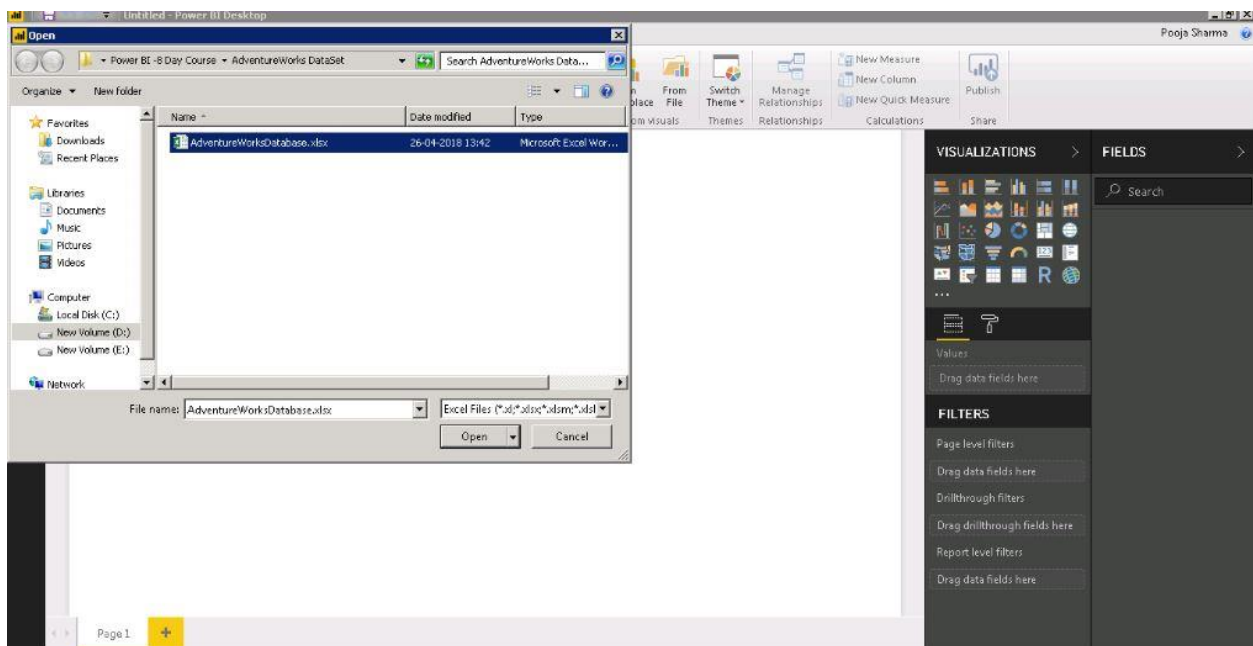 Untitled - Power BI Desktop
Open
Pooja Sharma
Power BI -8 Day Course
AdventureWorks DataSet
Search AdventureWorks Data...
Organize
New folder
Favorites
Downloads
Recent Places
Libraries
Documents
Music
Pictures
Videos
Computer
Local Disk (C:)
New Volume (D:)
New Volume (E:)
Network
Name
Date modified
Type
AdventureWorksDatabase.xlsx
26-04-2018 13:42
Microsoft Excel Wor...
File name:
AdventureWorksDatabase.xlsx
Excel Files (*.xl;*.xlsx;*.xlsm;*.xlsl
Open
Cancel
From
File
Switch
Theme
Manage
Relationships
New Measure
New Column
New Quick Measure
Publish
om visuals
Themes
Relationships
Calculations
Share
VISUALIZATIONS
FIELDS
Search
123
R
...
Values
Drag data fields here
FILTERS
Page level filters
Drag data fields here
Drillthrough filters
Drag drillthrough fields here
Report level filters
Drag data fields here
Page 1
+